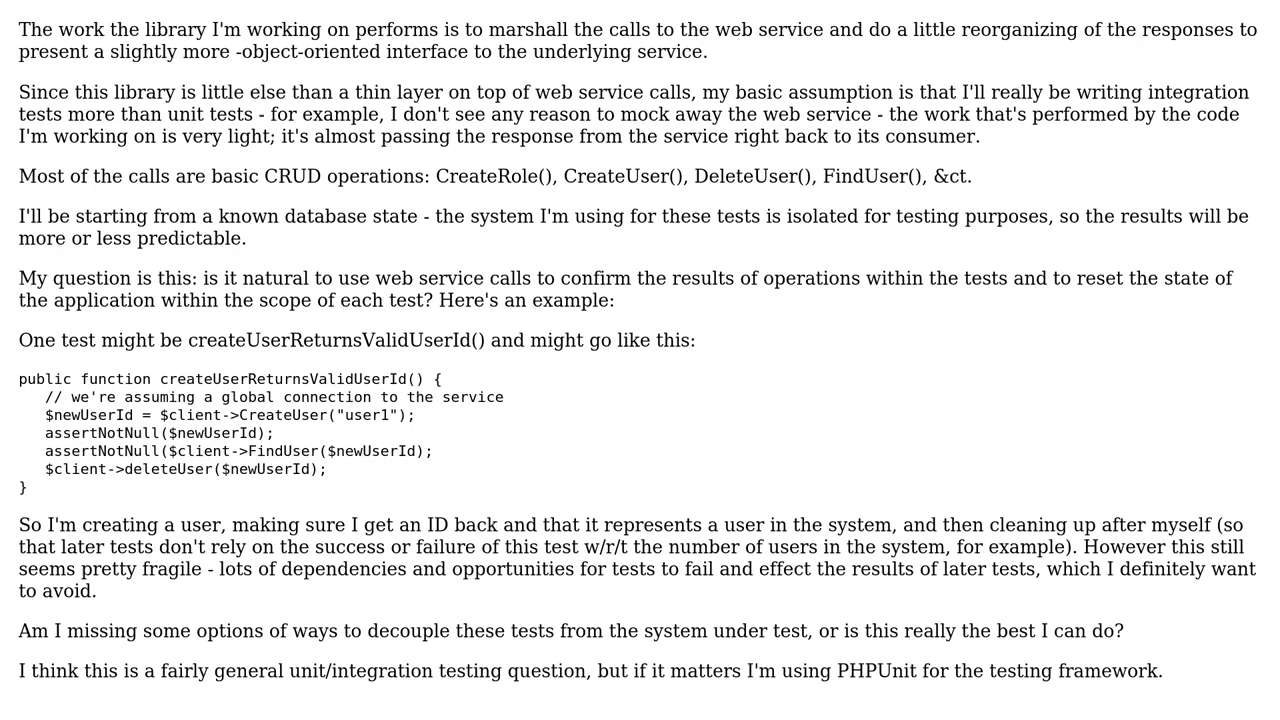 The work the library I'm working on performs is to marshall the calls to the web service and do a little reorganizing of the responses to
present a slightly more -object-oriented interface to the underlying service.
Since this library is little else than a thin layer on top of web service calls, my basic assumption is that I'll really be writing integration
tests more than unit tests - for example, I don't see any reason to mock away the web service - the work that's performed by the code
I'm working on is very light; it's almost passing the response from the service right back to its consumer.
Most of the calls are basic CRUD operations: CreateRole(), CreateUser(), DeleteUser(), FindUser(), &ct.
I'll be starting from a known database state - the system I'm using for these tests is isolated for testing purposes, so the results will be
more or less predictable.
My question is this: is it natural to use web service calls to confirm the results of operations within the tests and to reset the state of
the application within the scope of each test? Here's an example:
One test might be createUserReturnsValidUserId() and might go like this:
public function createUserReturnsValidUserId() {
   // we're assuming a global connection to the service
   $newUserId = $client->CreateUser("user1");
   assertNotNull($newUserId);
   assertNotNull($client->FindUser($newUserId);
   $client->deleteUser($newUserId);
}
So I'm creating a user, making sure I get an ID back and that it represents a user in the system, and then cleaning up after myself (so
that later tests don't rely on the success or failure of this test w/r/t the number of users in the system, for example). However this still
seems pretty fragile - lots of dependencies and opportunities for tests to fail and effect the results of later tests, which I definitely want
to avoid.
Am I missing some options of ways to decouple these tests from the system under test, or is this really the best I can do?
I think this is a fairly general unit/integration testing question, but if it matters I'm using PHPUnit for the testing framework.